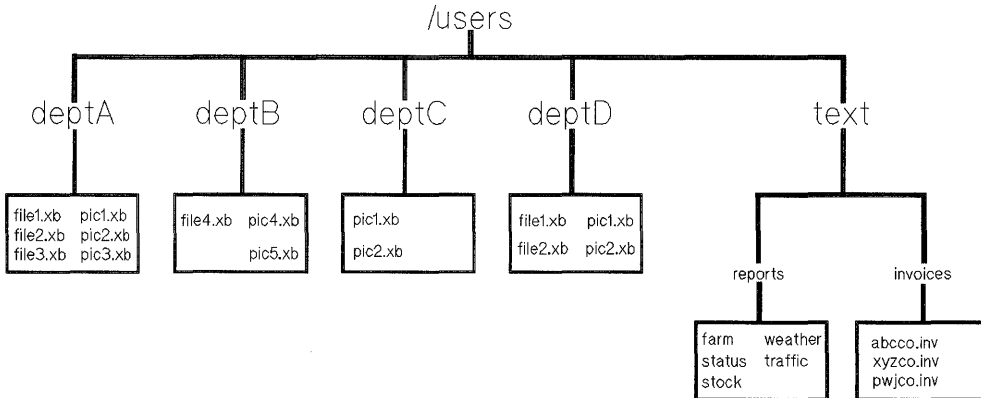 /users
deptA deptB deptC deptD text
file1.xb pic1.xb
file2.xb pic2.xb
file3.xb pic3.xb
file4.xb pic4.xb
pic5.xb
pic1.xb
pic2.xb
file1.xb pic1.xb
file2.xb pic2.xb
reports invoices
farm weather
status traffic
stock
abcco.inv
xyzco.inv
pwjco.inv